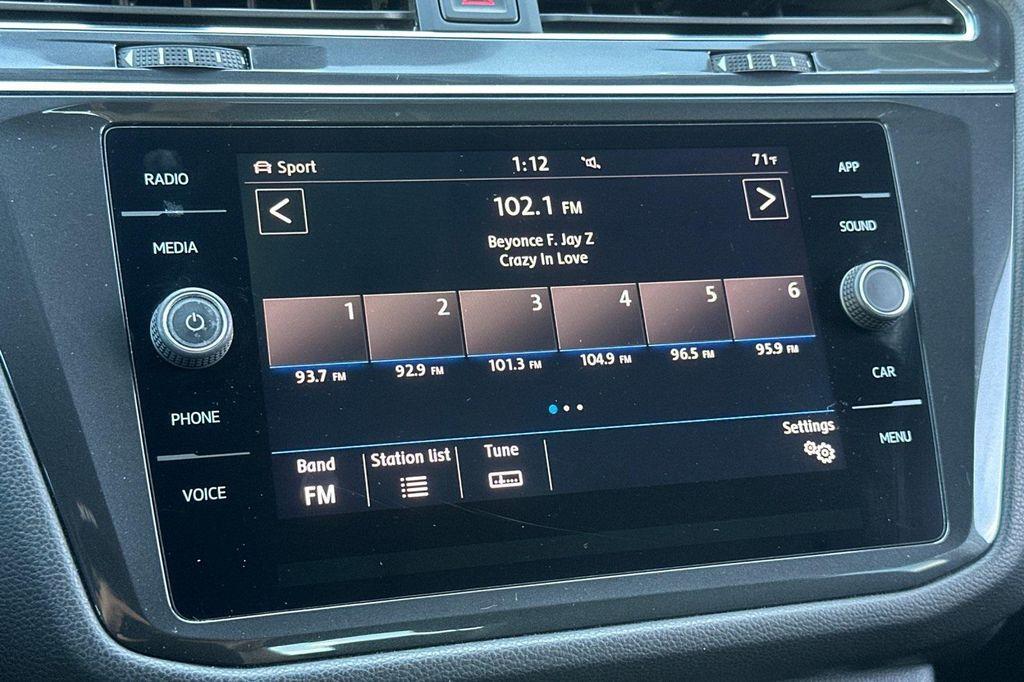 RADIO
MEDIA
PHONE
VOICE
Sport 1:12 71°F
102.1 FM
Beyonce F. Jay Z
Crazy In Love
1 2 3 4 5 6
93.7 FM 92.9 FM 101.3 FM 104.9 FM 96.5 FM 95.9 FM
Band Station list Tune Settings
FM
APP
SOUND
CAR
MENU